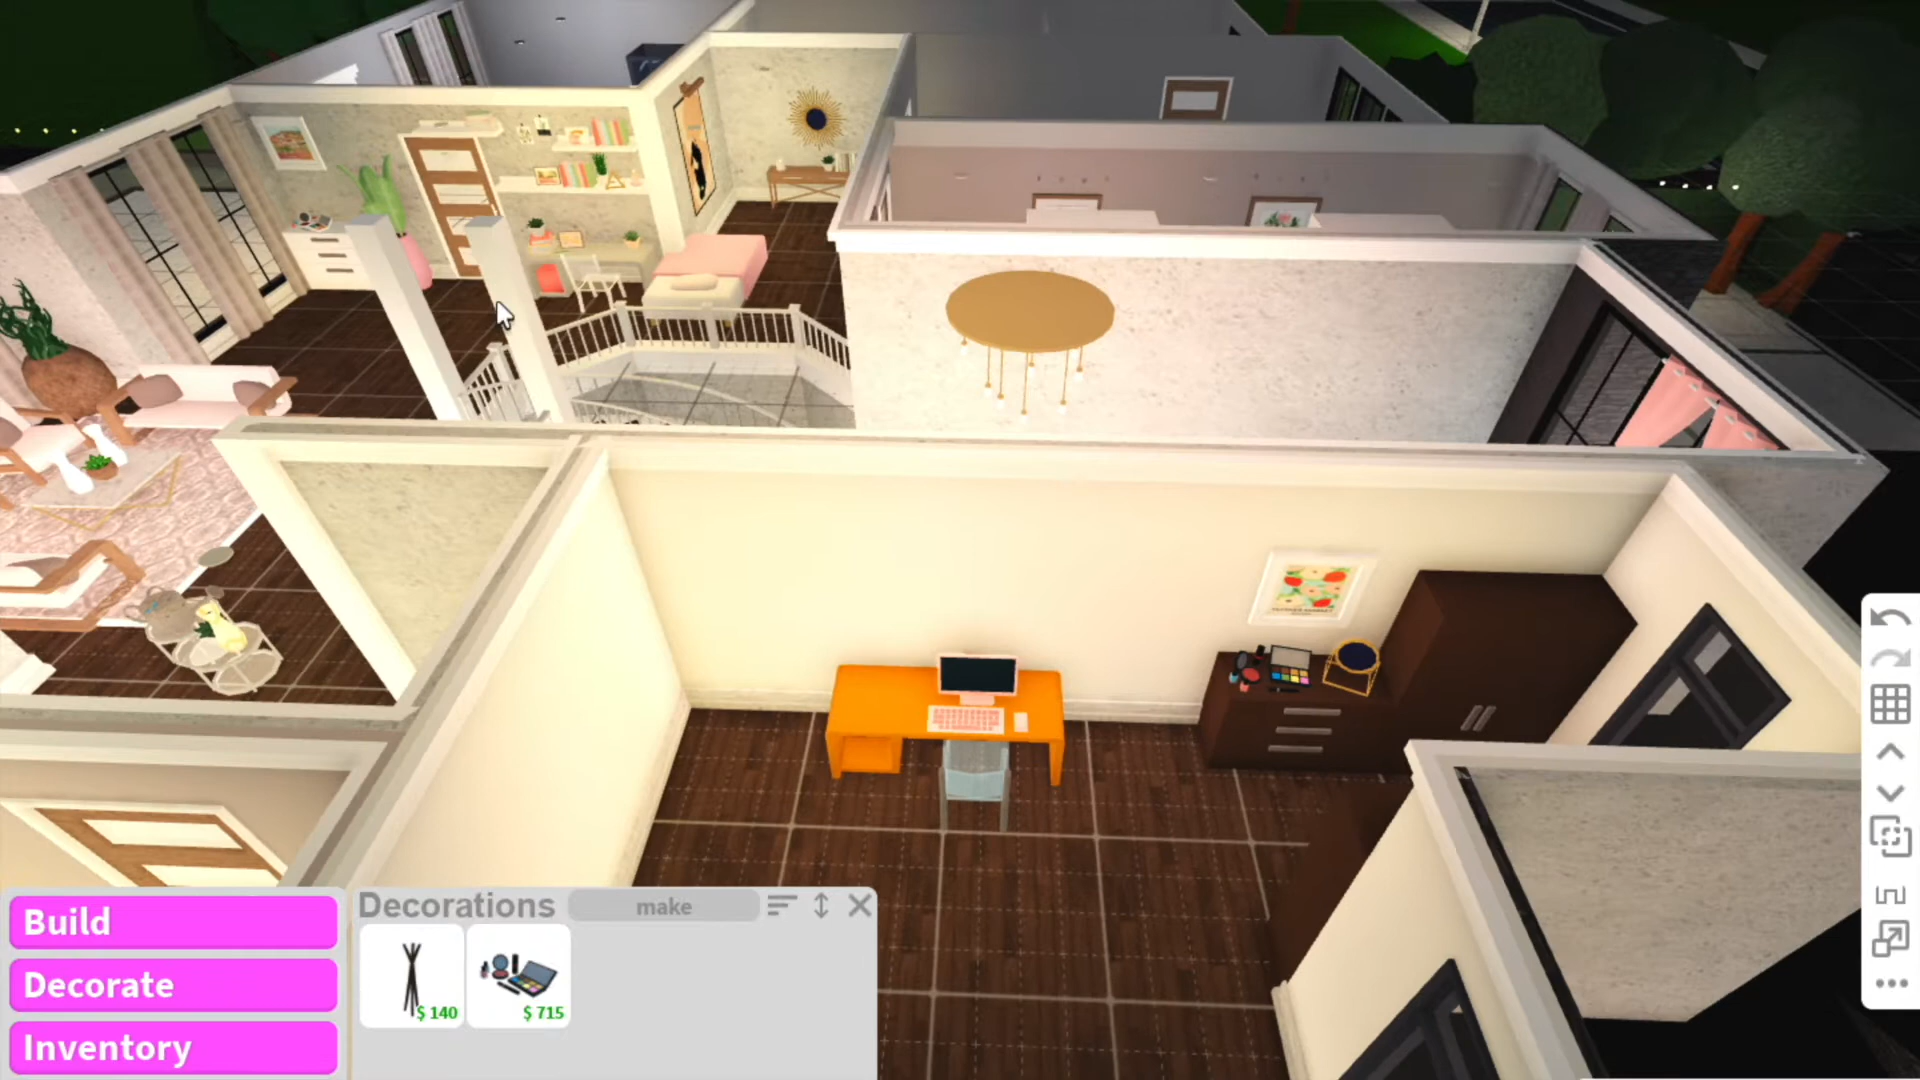 Build
Decorate
Inventory
Decorations
make
$ 140
$ 715